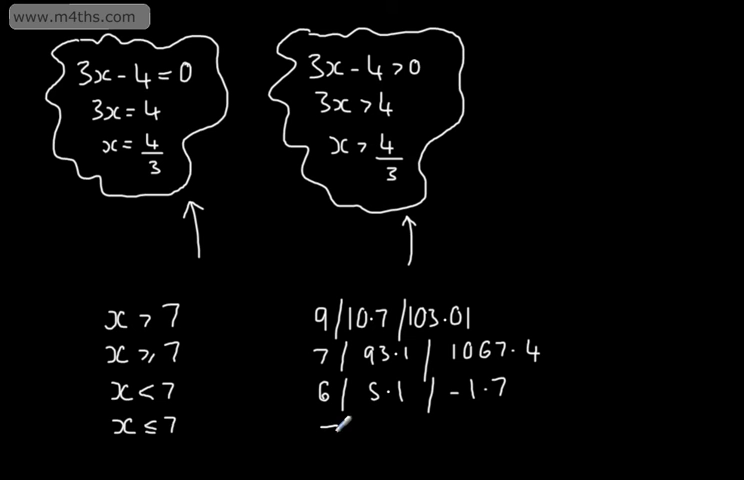 www.m4ths.com
3x - 4 = 0
3x = 4
x = 4/3
3x - 4 > 0
3x > 4
x > 4/3
x > 7 9 / 10.7 / 103.01
x ≥ 7 7 / 93.1 / 1067.4
x < 7 6 / 5.1 / -1.7
x ≤ 7 -